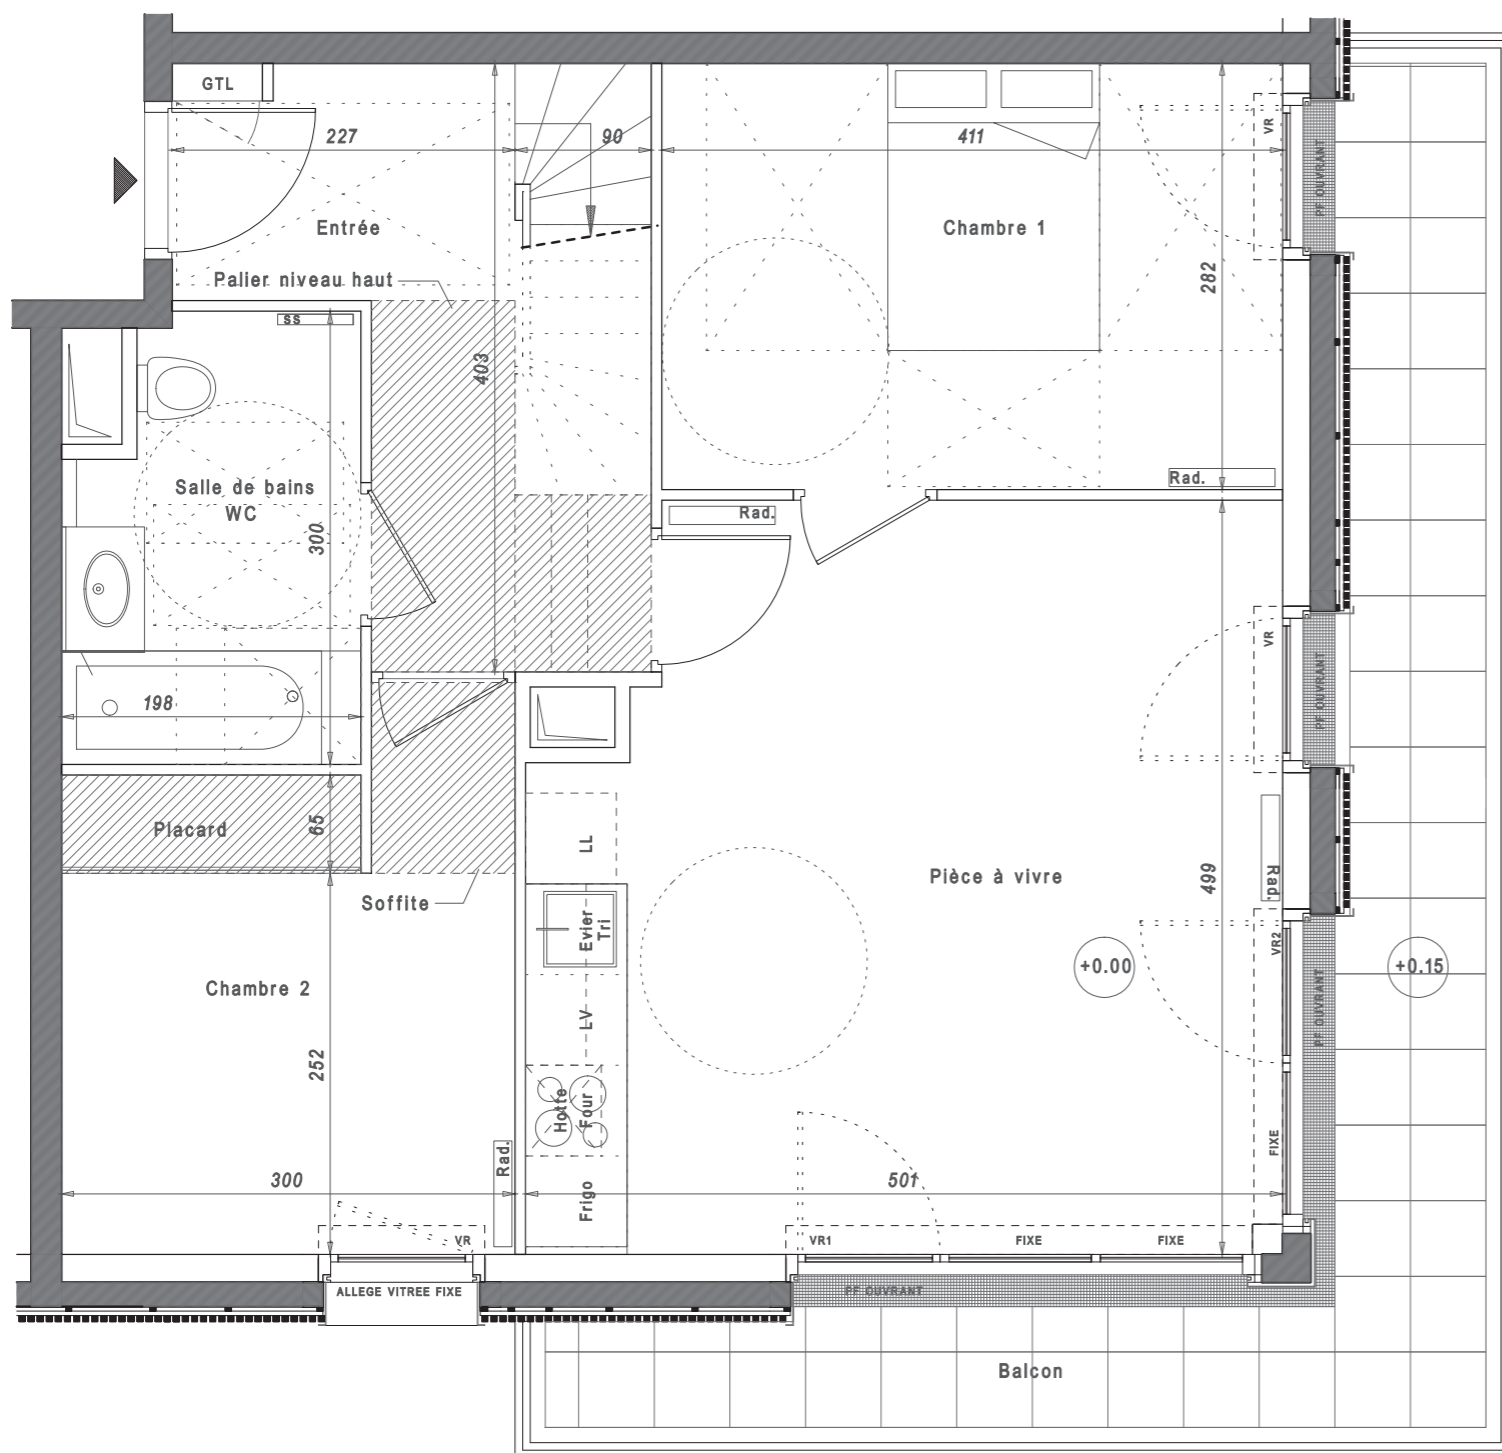 GTL
227
90
411
VR
PF OUVRANT
Entrée
Chambre 1
Palier niveau haut
282
SS
403
Rad.
Salle de bains
WC
300
Rad.
VR
PF OUVRANT
198
Placard
65
LL
Pièce à vivre
499
Rad.
Soffite
Evier
Tri
VR2
+0.00
+0.15
Chambre 2
LV
PF OUVRANT
252
Hotte
Four
FIXE
Rad.
300
Frigo
501
VR
VR1
FIXE
FIXE
ALLEGE VITREE FIXE
PF OUVRANT
Balcon